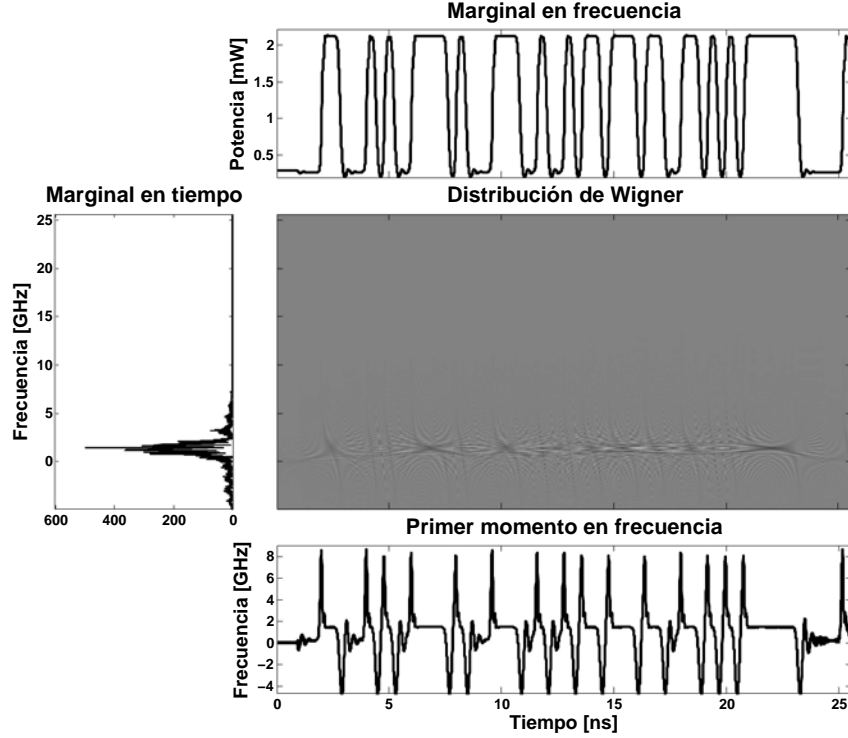 Marginal en frecuencia
Potencia [mW]
2
1.5
1
0.5
Marginal en tiempo
Distribución de Wigner
Frecuencia [GHz]
25
20
15
10
5
0
600 400 200 0
Primer momento en frecuencia
Frecuencia [GHz]
8
6
4
2
0
−2
−4
0 5 10 15 20 25
Tiempo [ns]